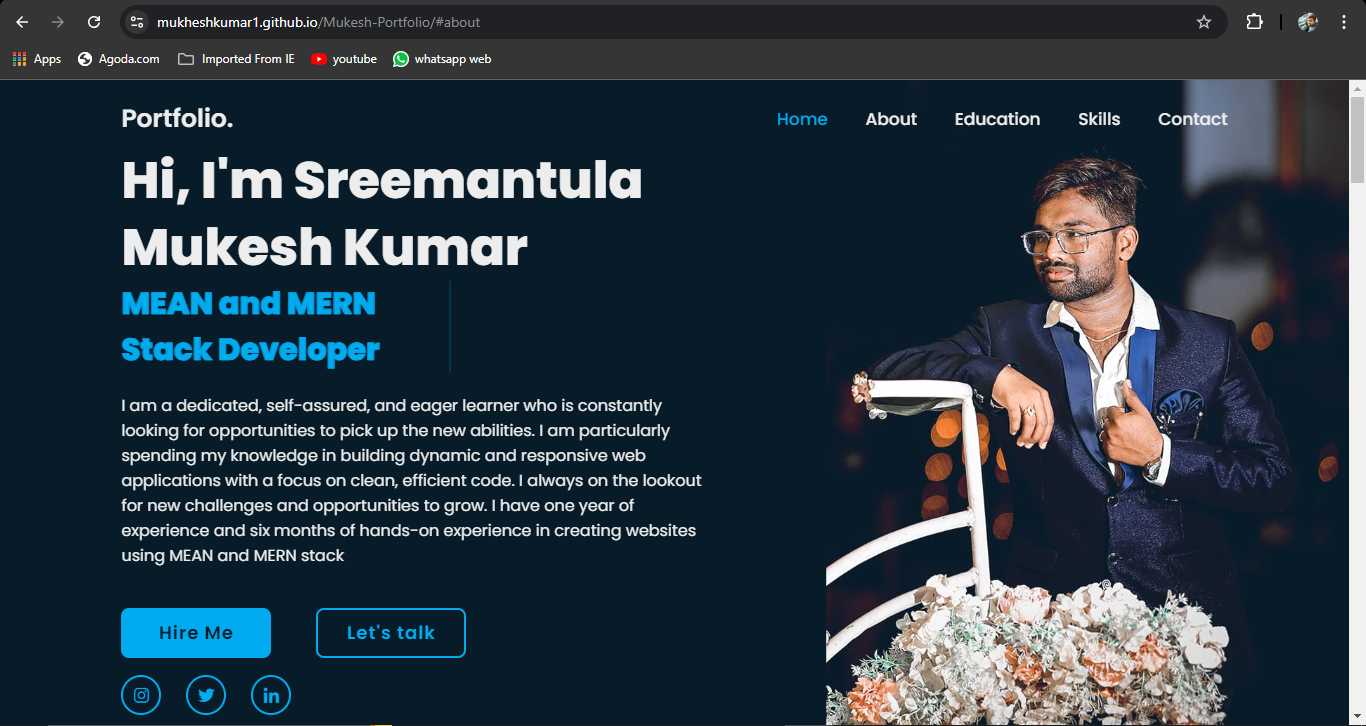 mukheshkumar1.github.io/Mukesh-Portfolio/#about
Apps Agoda.com Imported From IE youtube whatsapp web
Portfolio. Home About Education Skills Contact
Hi, I'm Sreemantula
Mukesh Kumar
MEAN and MERN
Stack Developer
I am a dedicated, self-assured, and eager learner who is constantly
looking for opportunities to pick up the new abilities. I am particularly
spending my knowledge in building dynamic and responsive web
applications with a focus on clean, efficient code. I always on the lookout
for new challenges and opportunities to grow. I have one year of
experience and six months of hands-on experience in creating websites
using MEAN and MERN stack
Hire Me Let's talk